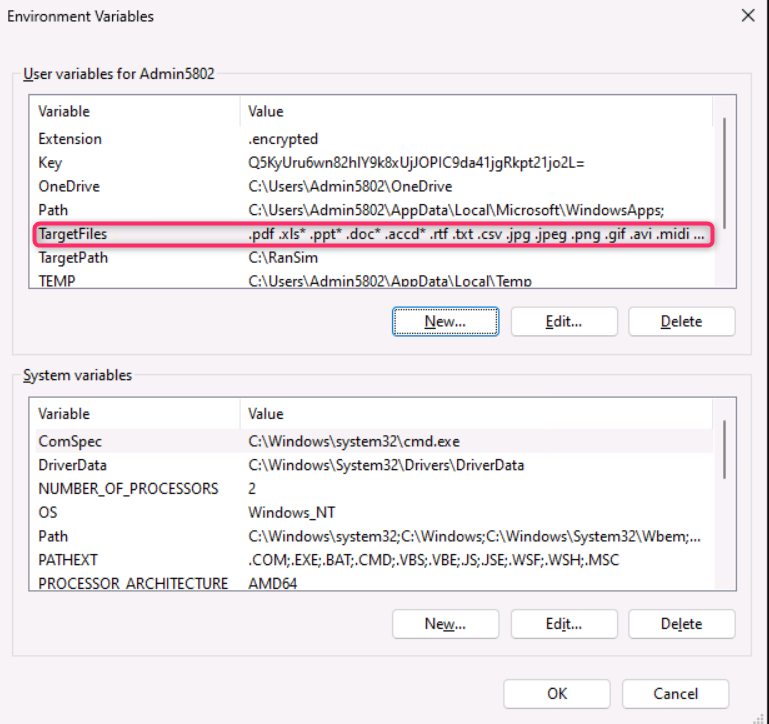 Environment Variables
User variables for Admin5802
Variable Value
Extension .encrypted
Key Q5KyUru6wn82hlY9k8xUjJOPIC9da41jgRkpt21jo2L=
OneDrive C:\Users\Admin5802\OneDrive
Path C:\Users\Admin5802\AppData\Local\Microsoft\WindowsApps;
TargetFiles .pdf .xls* .ppt* .doc* .accd* .rtf .txt .csv .jpg .jpeg .png .gif .avi .midi ...
TargetPath C:\RanSim
TEMP C:\Users\Admin5802\AppData\Local\Temp
New... Edit... Delete
System variables
Variable Value
ComSpec C:\Windows\system32\cmd.exe
DriverData C:\Windows\System32\Drivers\DriverData
NUMBER_OF_PROCESSORS 2
OS Windows_NT
Path C:\Windows\system32;C:\Windows;C:\Windows\System32\Wbem;...
PATHEXT .COM;.EXE;.BAT;.CMD;.VBS;.VBE;.JS;.JSE;.WSF;.WSH;.MSC
PROCESSOR_ARCHITECTURE AMD64
New... Edit... Delete
OK Cancel